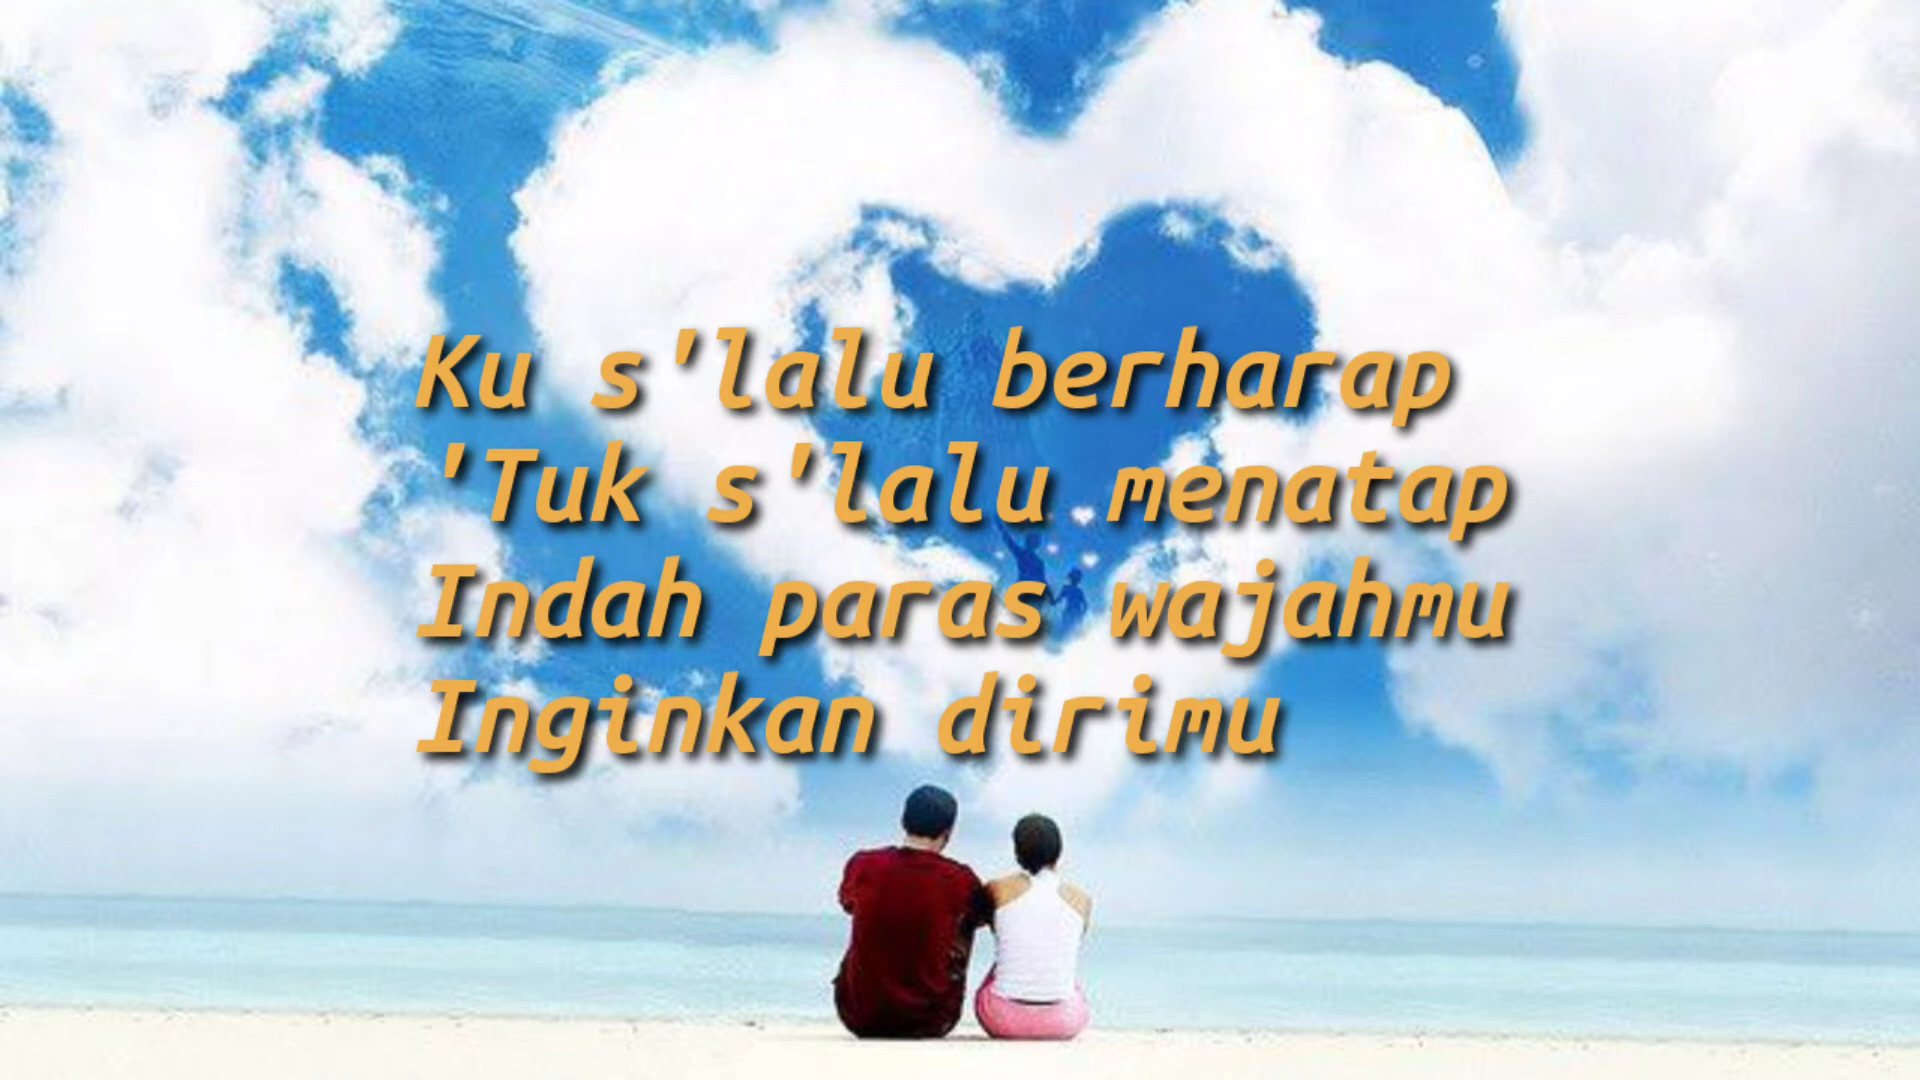 Ku s'lalu berharap
'Tuk s'lalu menatap
Indah paras wajahmu
Inginkan dirimu